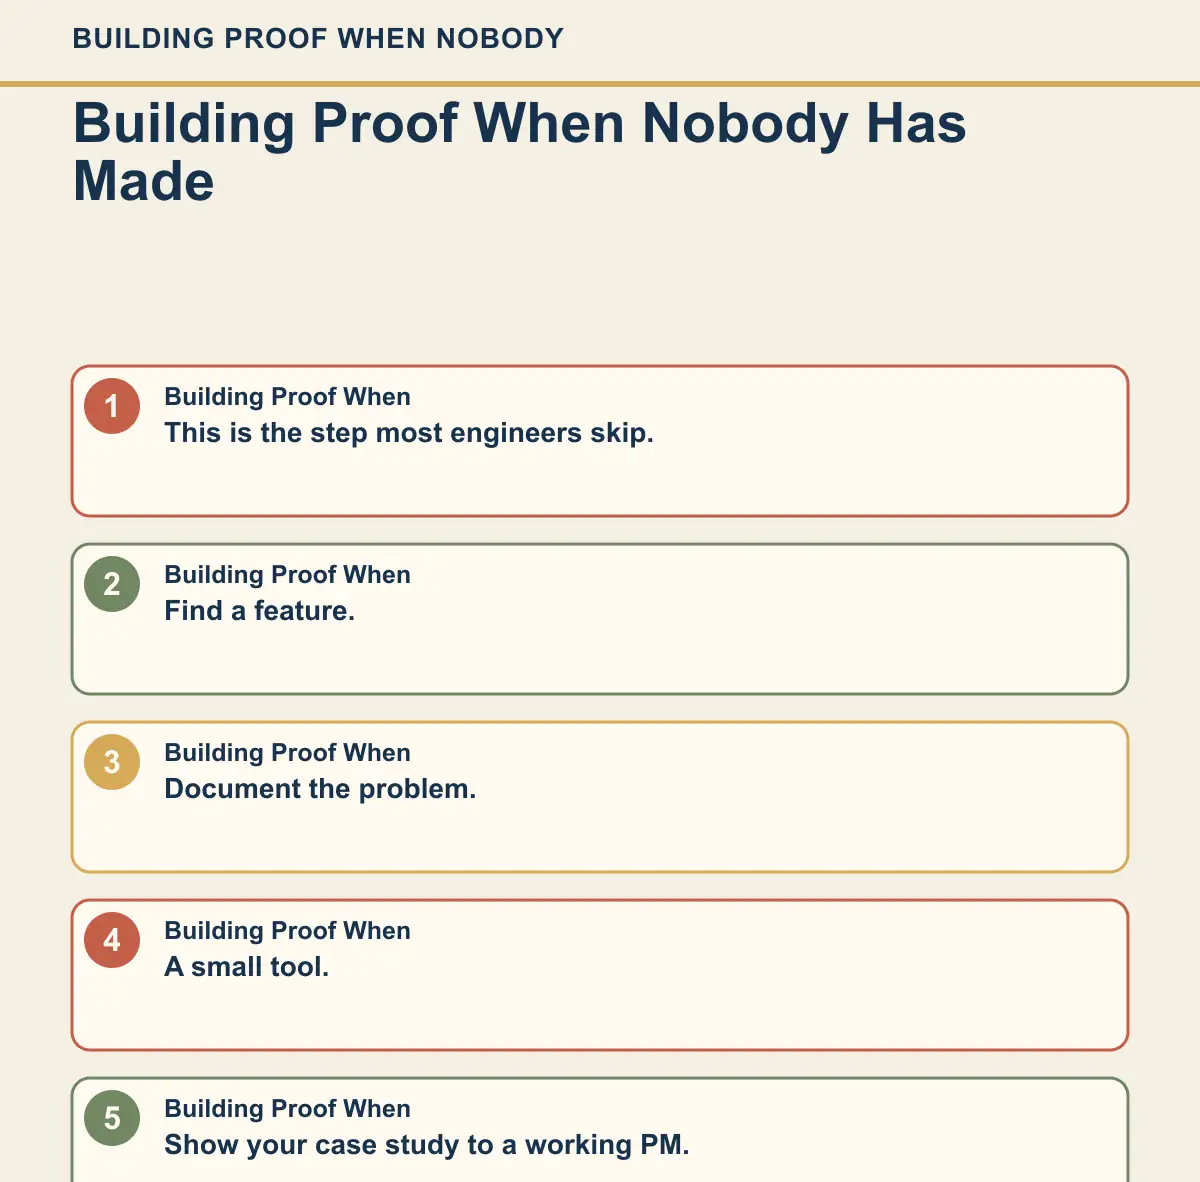 BUILDING PROOF WHEN NOBODY
Building Proof When Nobody Has
Made
1
Building Proof When
This is the step most engineers skip.
2
Building Proof When
Find a feature.
3
Building Proof When
Document the problem.
4
Building Proof When
A small tool.
5
Building Proof When
Show your case study to a working PM.